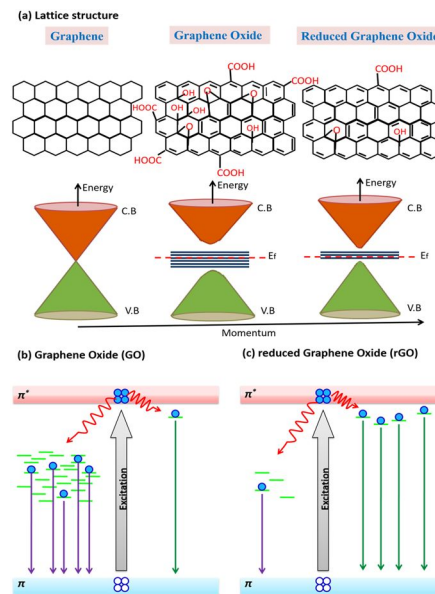 (a) Lattice structure
Graphene
Graphene Oxide
Reduced Graphene Oxide
COOH
COOH
COOH
OH
O
O
HOOC
OH
OH
O
OH
O
OH
HOOC
COOH
COOH
Energy
Energy
Energy
C.B
C.B
C.B
Ef
Ef
V.B
V.B
V.B
Momentum
(b) Graphene Oxide (GO)
(c) reduced Graphene Oxide (rGO)
π*
π*
Excitation
Excitation
π
π